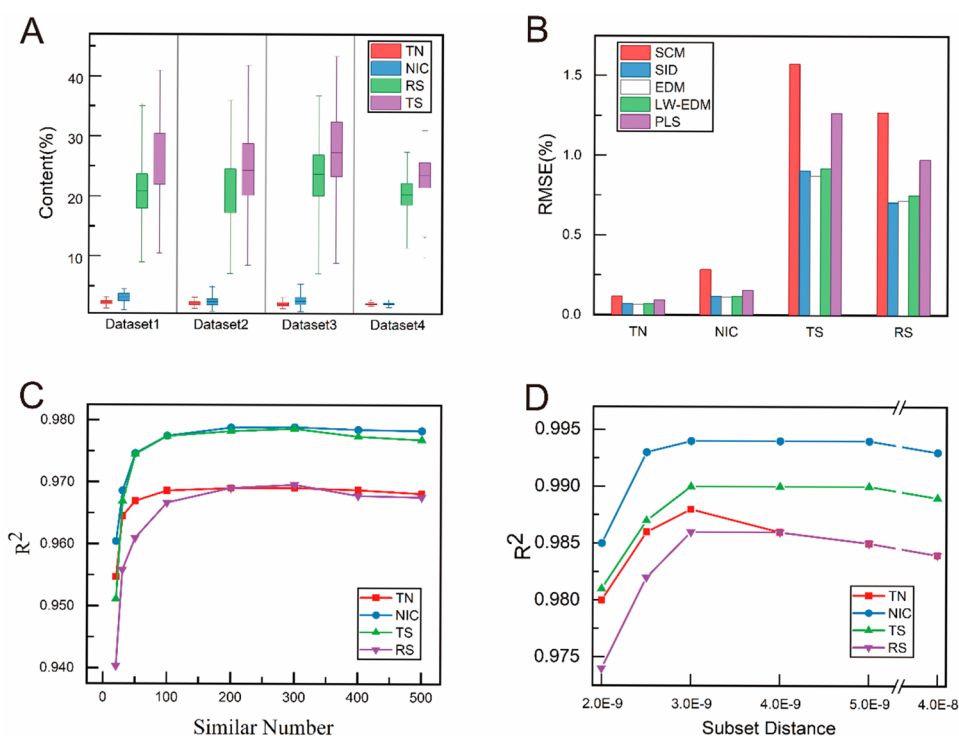 A
TN
NIC
RS
TS
Content(%)
40
30
20
10
Dataset1
Dataset2
Dataset3
Dataset4
B
SCM
SID
EDM
LW-EDM
PLS
RMSE(%)
1.5
1.0
0.5
0.0
TN
NIC
TS
RS
C
R2
0.980
0.970
0.960
0.950
0.940
TN
NIC
TS
RS
0
100
200
300
400
500
Similar Number
D
R2
0.995
0.990
0.985
0.980
0.975
TN
NIC
TS
RS
2.0E-9
3.0E-9
4.0E-9
5.0E-9
4.0E-8
Subset Distance